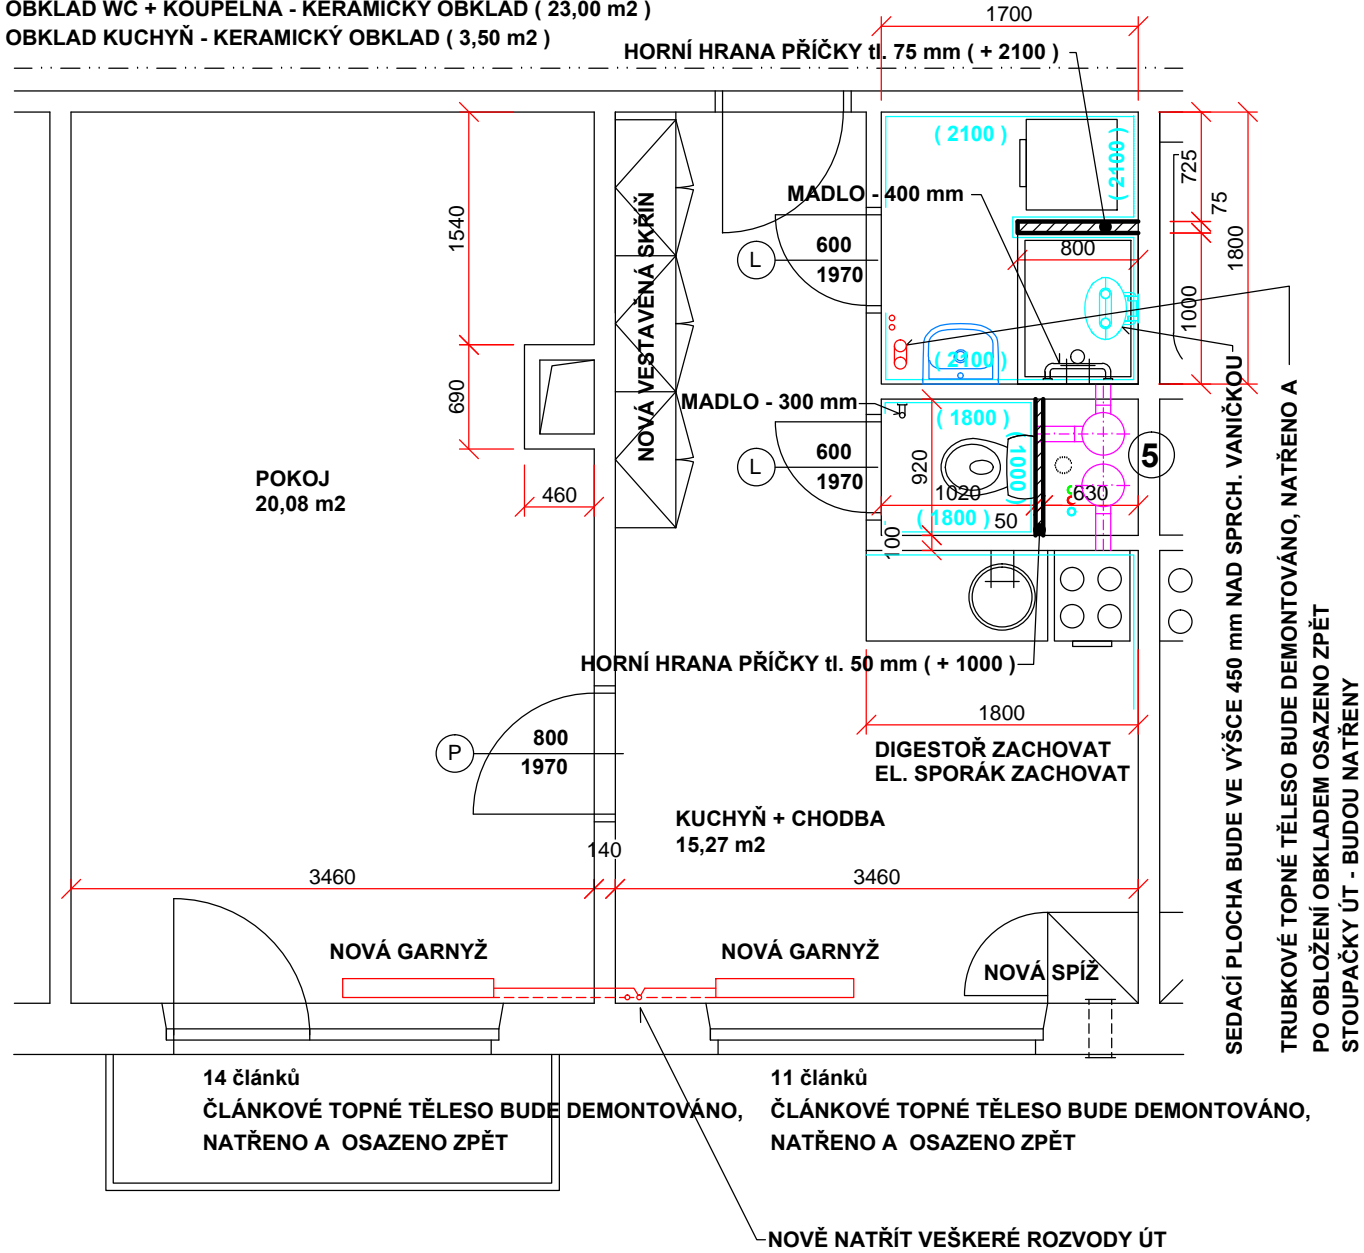 OBKLAD WC + KOUPELNA - KERAMICKÝ OBKLAD ( 23,00 m2 )
OBKLAD KUCHYŇ - KERAMICKÝ OBKLAD ( 3,50 m2 )
1700
HORNÍ HRANA PŘÍČKY tl. 75 mm ( + 2100 )
( 2100 )
( 2100 )
725
75
1800
1000
MADLO - 400 mm
800
L
600
1970
1540
NOVÁ VESTAVĚNÁ SKŘÍŇ
( 2100 )
690
MADLO - 300 mm
( 1800 )
( 1000 )
920
L
600
1970
5
POKOJ
20,08 m2
460
1020
630
( 1800 )
50
100
HORNÍ HRANA PŘÍČKY tl. 50 mm ( + 1000 )
1800
P
800
1970
DIGESTOŘ ZACHOVAT
EL. SPORÁK ZACHOVAT
KUCHYŇ + CHODBA
15,27 m2
140
3460
3460
NOVÁ GARNYŽ
NOVÁ GARNYŽ
NOVÁ SPÍŽ
SEDACÍ PLOCHA BUDE VE VÝŠCE 450 mm NAD SPRCH. VANIČKOU
TRUBKOVÉ TOPNÉ TĚLESO BUDE DEMONTOVÁNO, NATŘENO A
PO OBLOŽENÍ OBKLADEM OSAZENO ZPĚT
STOUPAČKY ÚT - BUDOU NATŘENY
14 článků
ČLÁNKOVÉ TOPNÉ TĚLESO BUDE DEMONTOVÁNO,
NATŘENO A OSAZENO ZPĚT
11 článků
ČLÁNKOVÉ TOPNÉ TĚLESO BUDE DEMONTOVÁNO,
NATŘENO A OSAZENO ZPĚT
NOVĚ NATŘÍT VEŠKERÉ ROZVODY ÚT